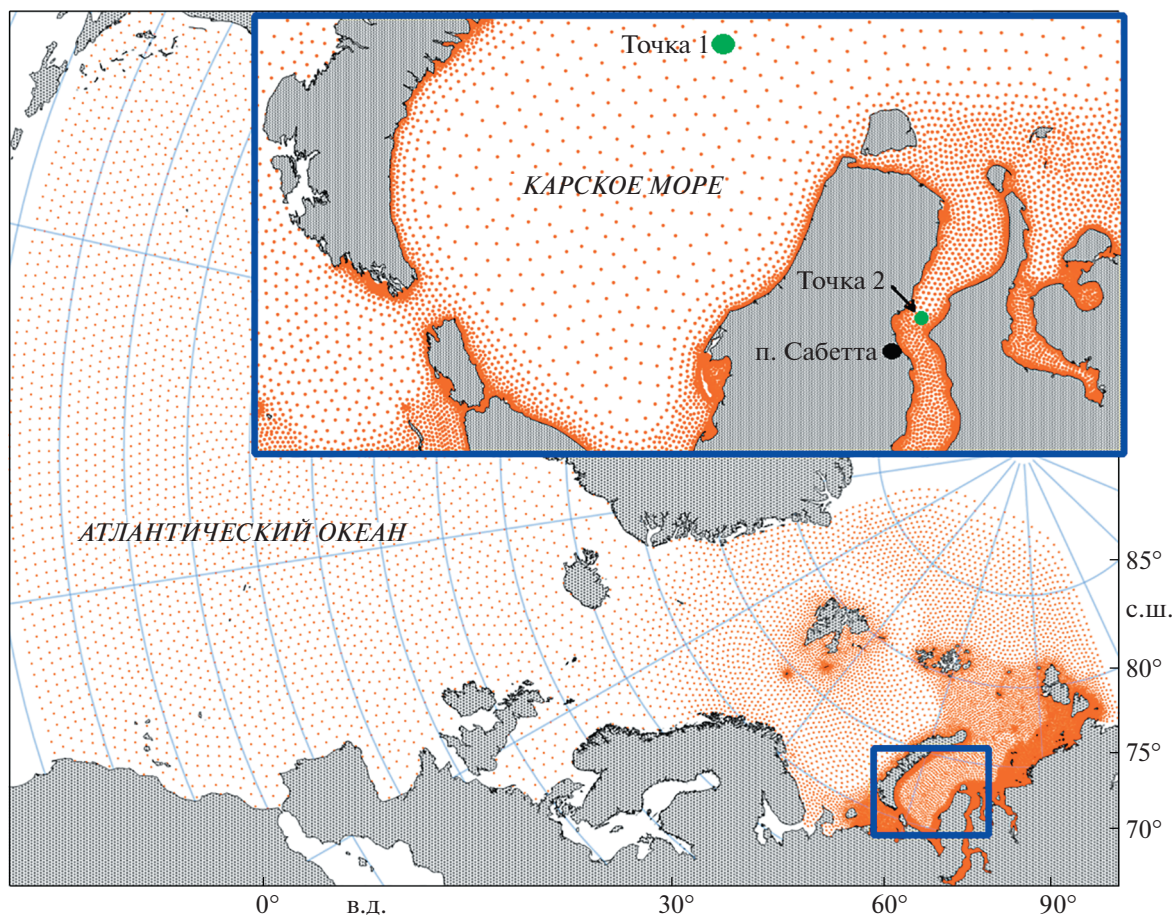 Точка 1
КАРСКОЕ МОРЕ
Точка 2
п. Сабетта
АТЛАНТИЧЕСКИЙ ОКЕАН
85°
с.ш.
80°
75°
70°
0°
в.д.
30°
60°
90°